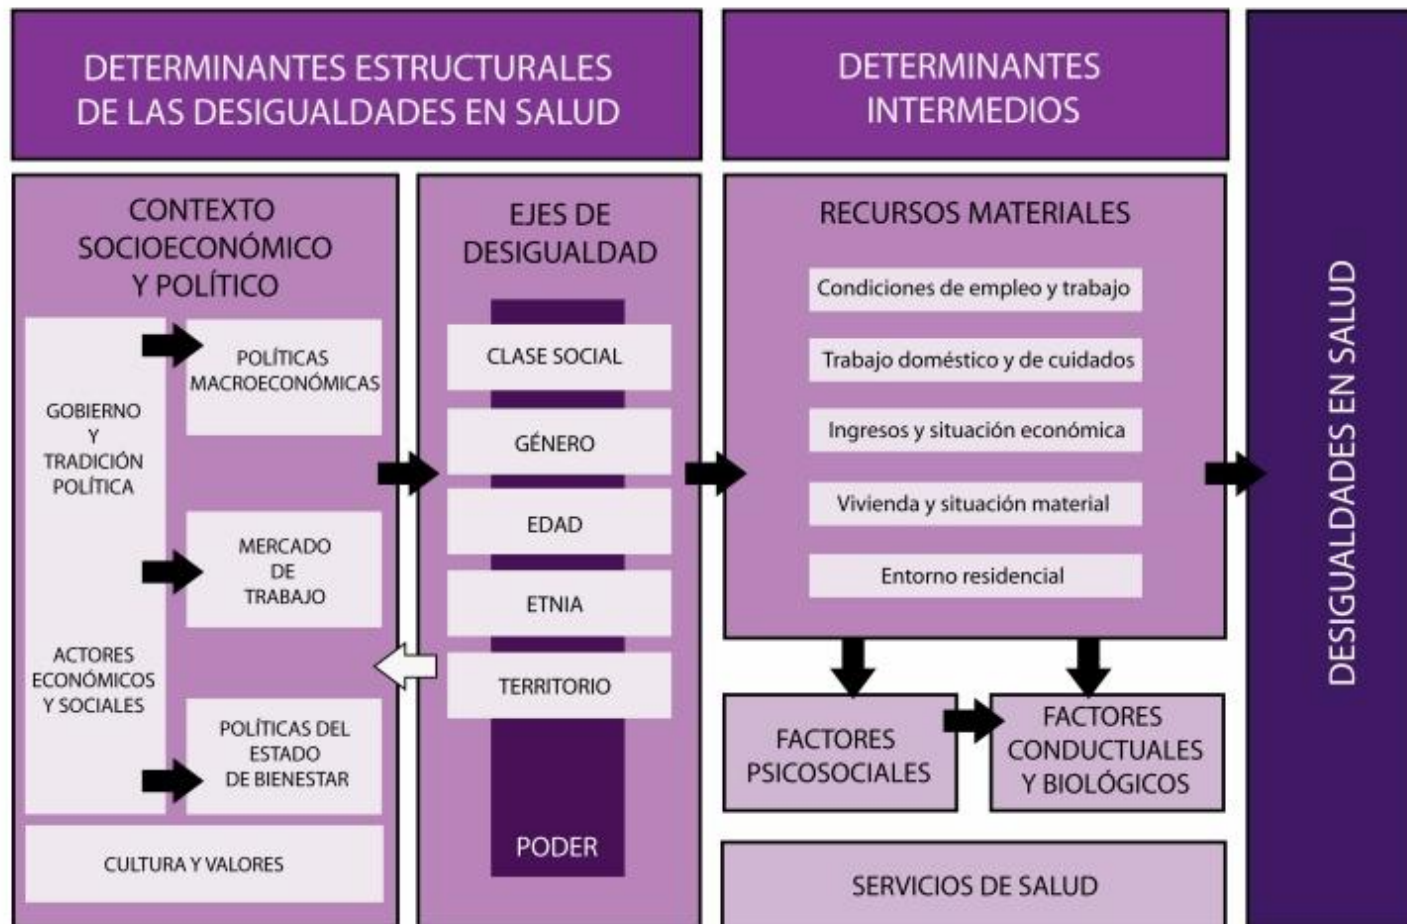 DETERMINANTES ESTRUCTURALES
DE LAS DESIGUALDADES EN SALUD
CONTEXTO
SOCIOECONÓMICO
Y POLÍTICO
GOBIERNO
Y
TRADICIÓN
POLÍTICA
ACTORES
ECONÓMICOS
Y SOCIALES
POLÍTICAS
MACROECONÓMICAS
MERCADO
DE
TRABAJO
POLÍTICAS DEL
ESTADO
DE BIENESTAR
CULTURA Y VALORES
EJES DE
DESIGUALDAD
CLASE SOCIAL
GÉNERO
EDAD
ETNIA
TERRITORIO
PODER
DETERMINANTES
INTERMEDIOS
RECURSOS MATERIALES
Condiciones de empleo y trabajo
Trabajo doméstico y de cuidados
Ingresos y situación económica
Vivienda y situación material
Entorno residencial
FACTORES
PSICOSOCIALES
FACTORES
CONDUCTUALES
Y BIOLÓGICOS
SERVICIOS DE SALUD
DESIGUALDADES EN SALUD